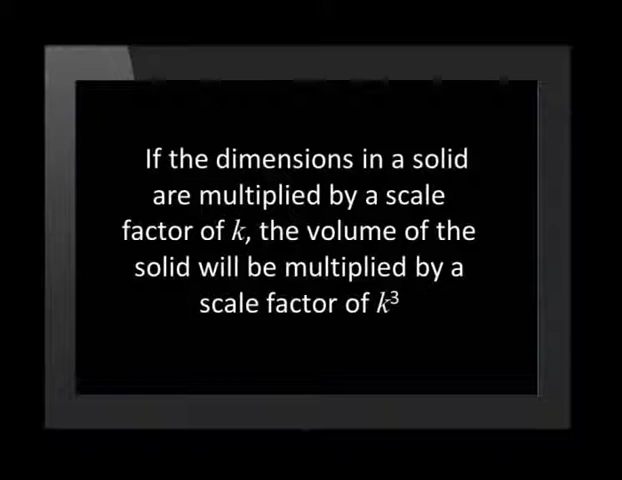 If the dimensions in a solid
are multiplied by a scale
factor of k, the volume of the
solid will be multiplied by a
scale factor of k³